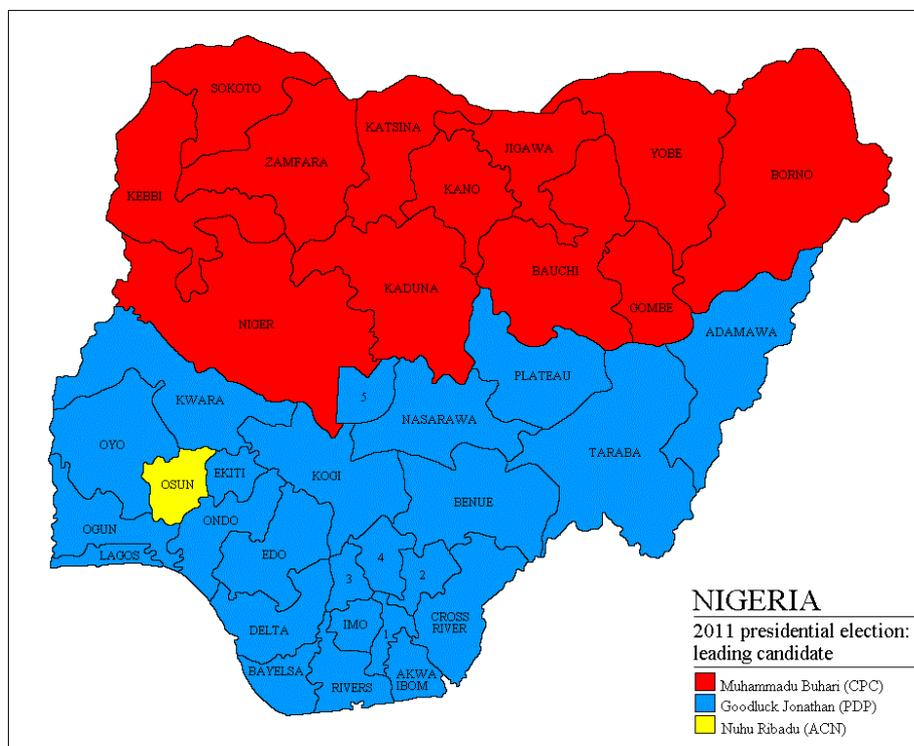 SOKOTO
KATSINA
JIGAWA
YOBE
BORNO
ZAMFARA
KANO
KEBBI
BAUCHI
KADUNA
GOMBE
NIGER
ADAMAWA
PLATEAU
5
KWARA
NASARAWA
OYO
TARABA
OSUN
EKITI
KOGI
BENUE
OGUN
ONDO
LAGOS
EDO
4
3
2
DELTA
IMO
1
CROSS
RIVER
BAYELSA
RIVERS
AKWA
IBOM
NIGERIA
2011 presidential election:
leading candidate
Muhammadu Buhari (CPC)
Goodluck Jonathan (PDP)
Nuhu Ribadu (ACN)